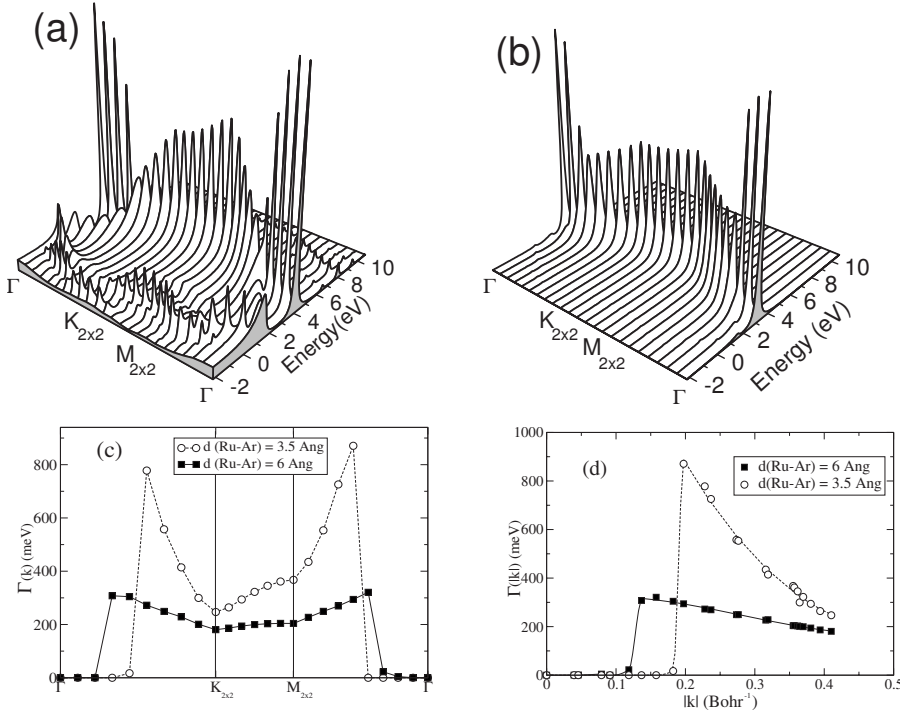 (a)
Γ
K2x2
M2x2
Γ
-2
0
2
4
6
8
10
Energy(eV)
(b)
Γ
K2x2
M2x2
Γ
-2
0
2
4
6
8
10
Energy (eV)
(c)
d (Ru-Ar) = 3.5 Ang
d (Ru-Ar) = 6 Ang
Γ(k) (meV)
800
600
400
200
0
Γ
K2x2
M2x2
Γ
(d)
d(Ru-Ar) = 6 Ang
d(Ru-Ar) = 3.5 Ang
Γ(|k|) (meV)
1000
800
600
400
200
0
0
0.1
0.2
0.3
0.4
0.5
|k| (Bohr-1)